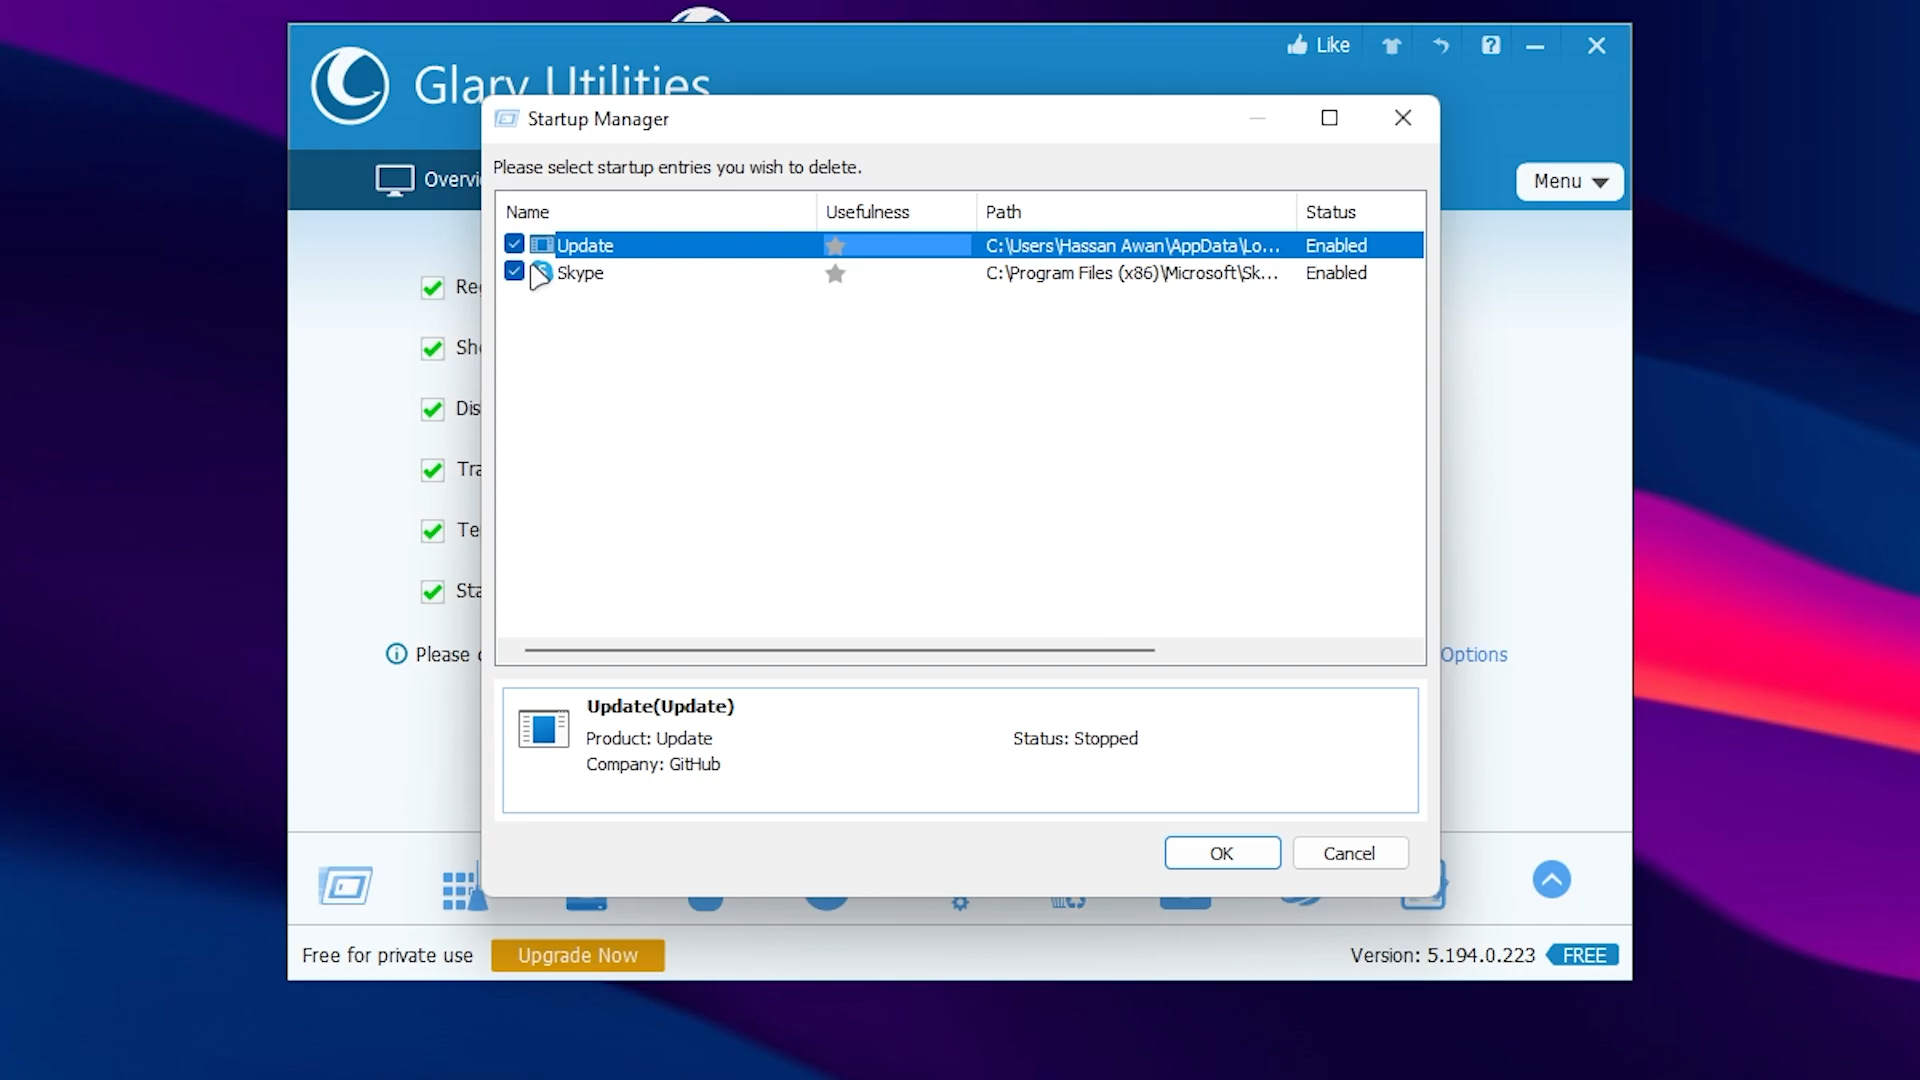 Like
Glary Utilities
Startup Manager
Please select startup entries you wish to delete.
Overvi
Menu
Name Usefulness Path Status
Update C:\Users\Hassan Awan\AppData\Lo... Enabled
Skype C:\Program Files (x86)\Microsoft\Sk... Enabled
Re
Sho
Dis
Tra
Te
Sta
Please
Options
Update(Update)
Product: Update Status: Stopped
Company: GitHub
OK Cancel
Free for private use Upgrade Now Version: 5.194.0.223 FREE